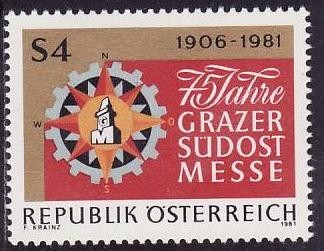 S4
1906-1981
N
W
O
S
M
75 Jahre
GRAZER
SÜDOST
MESSE
REPUBLIK ÖSTERREICH
F. KRAINZ
1981